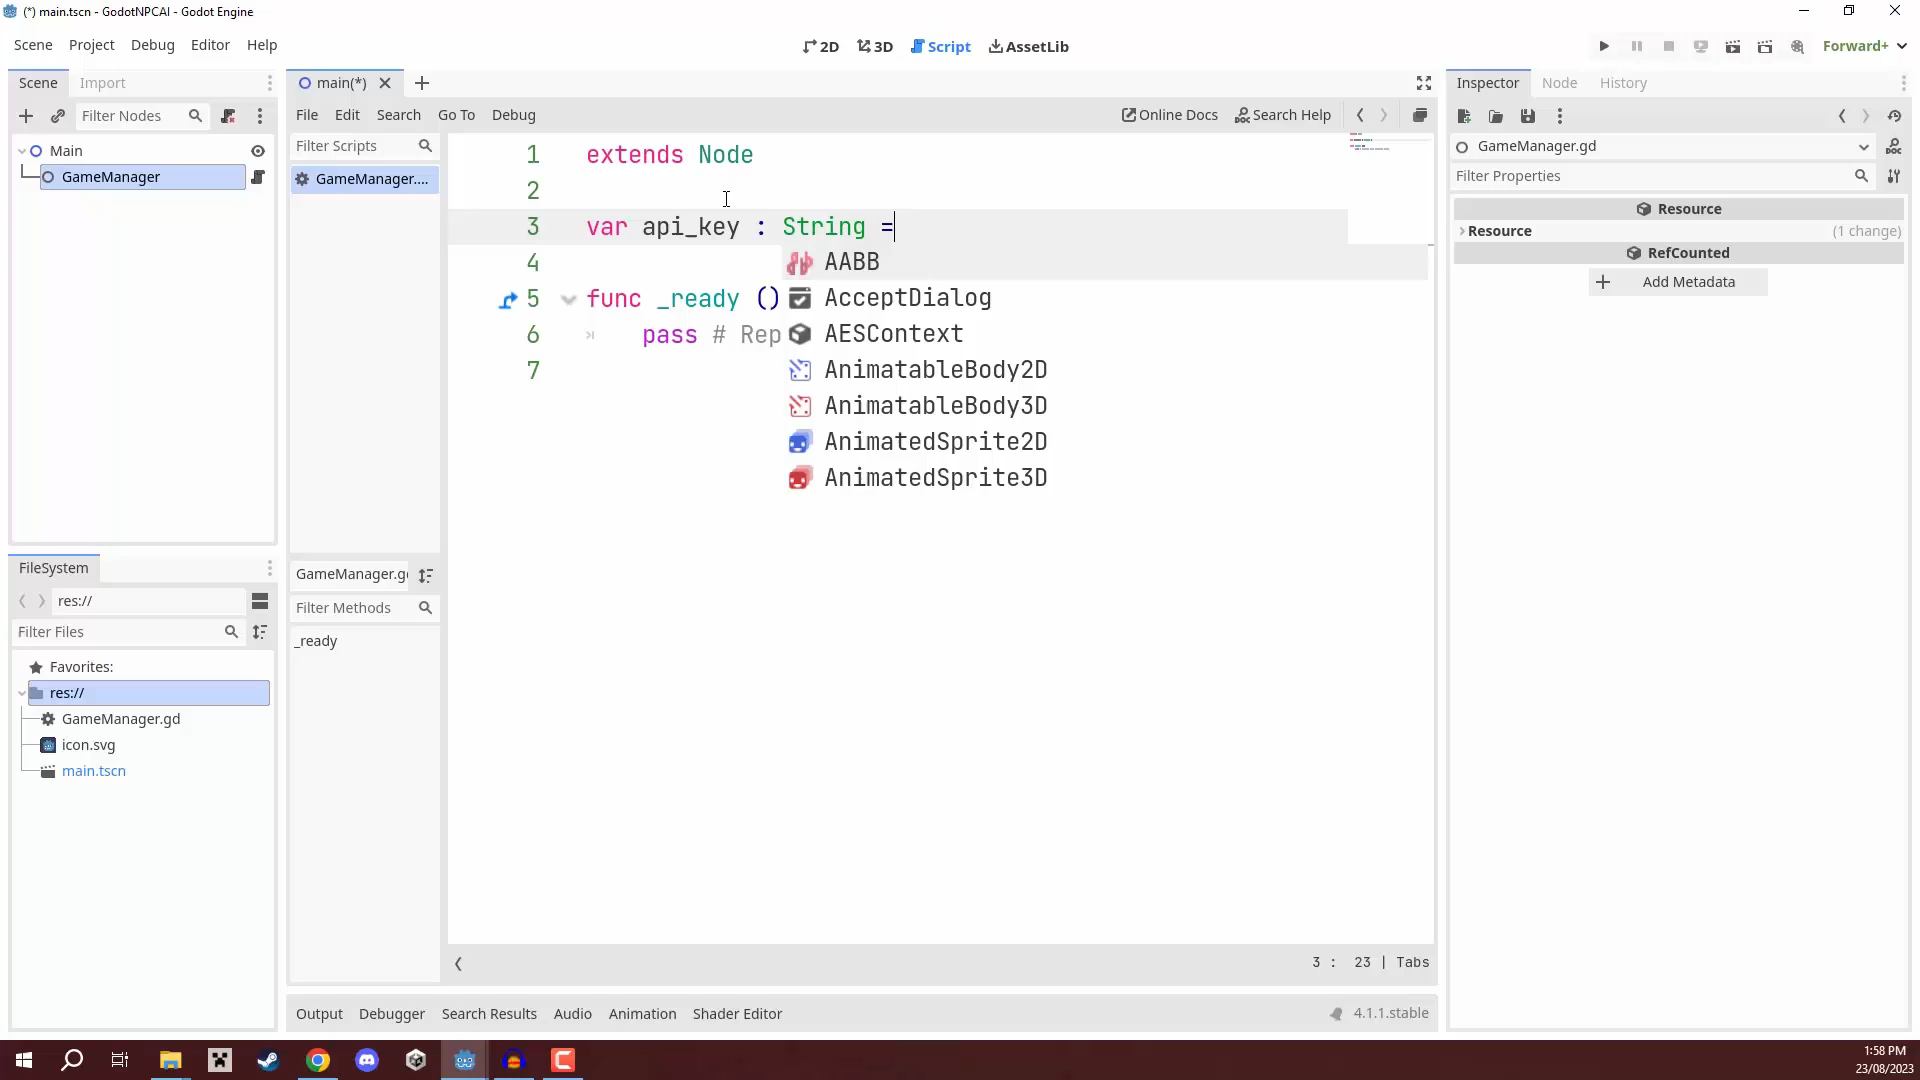 (*) main.tscn - GodotNPCAI - Godot Engine
Scene Project Debug Editor Help
2D 3D Script AssetLib
Forward+
Scene Import
main(*)
Inspector Node History
Filter Nodes
File Edit Search Go To Debug
Online Docs Search Help
Main
GameManager
Filter Scripts
GameManager....
1 extends Node
2
3 var api_key : String =
4
5 func _ready ()
6 pass # Rep
7
AABB
AcceptDialog
AESContext
AnimatableBody2D
AnimatableBody3D
AnimatedSprite2D
AnimatedSprite3D
GameManager.gd
Filter Properties
Resource
Resource (1 change)
RefCounted
Add Metadata
FileSystem
res://
Filter Files
Favorites:
res://
GameManager.gd
icon.svg
main.tscn
GameManager.g
Filter Methods
_ready
3 : 23 | Tabs
Output Debugger Search Results Audio Animation Shader Editor
4.1.1.stable
1:58 PM
23/08/2023